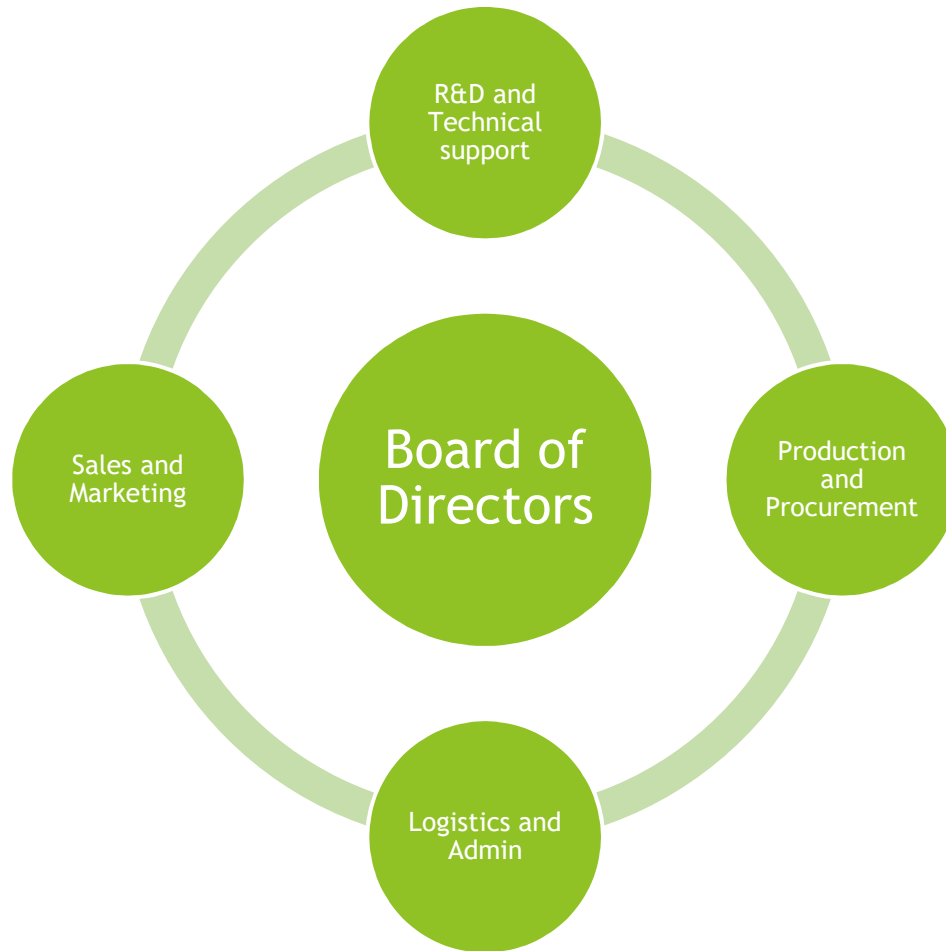 R&D and
Technical
support
Board of
Directors
Sales and
Marketing
Production
and
Procurement
Logistics and
Admin